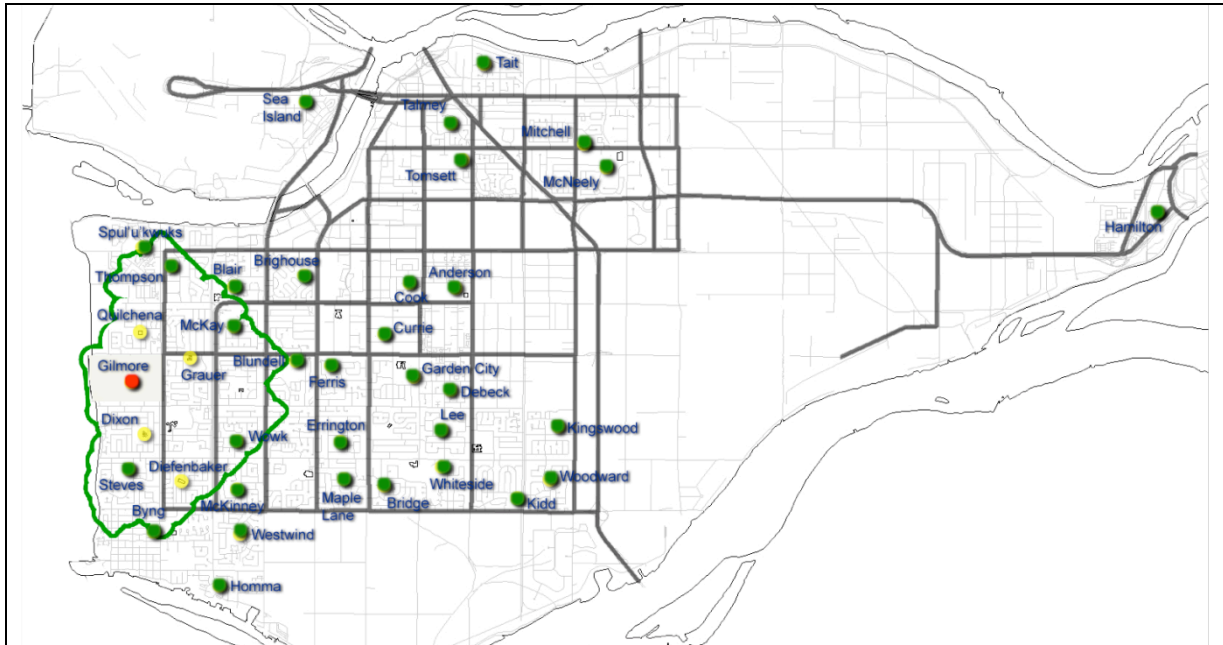 Tait
Sea
Island
Talmey
Mitchell
Tomsett
McNeely
Hamilton
Spul'u'kwuks
Thompson
Blair
Brighouse
Anderson
Cook
Quilchena
McKay
Currie
Gilmore
Grauer
Blundell
Ferris
Garden City
Debeck
Dixon
Wowk
Errington
Lee
Kingswood
Diefenbaker
Steves
McKinney
Maple
Lane
Bridge
Whiteside
Woodward
Kidd
Byng
Westwind
Homma